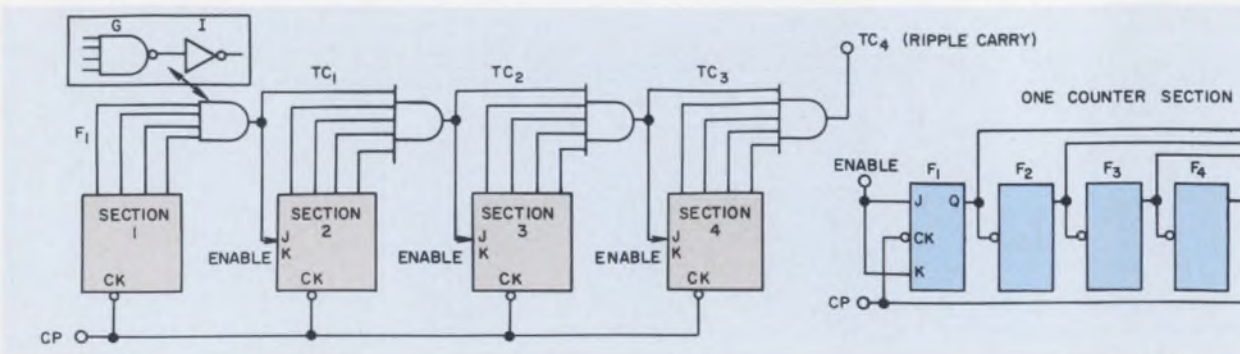 G I
TC₁
TC₂
TC₃
TC₄ (RIPPLE CARRY)
F₁
SECTION 1
CK
ENABLE
SECTION 2
J
K
CK
ENABLE
SECTION 3
J
K
CK
ENABLE
SECTION 4
J
K
CK
CP
ONE COUNTER SECTION
ENABLE
F₁
F₂
F₃
F₄
J Q
CK
K
CP